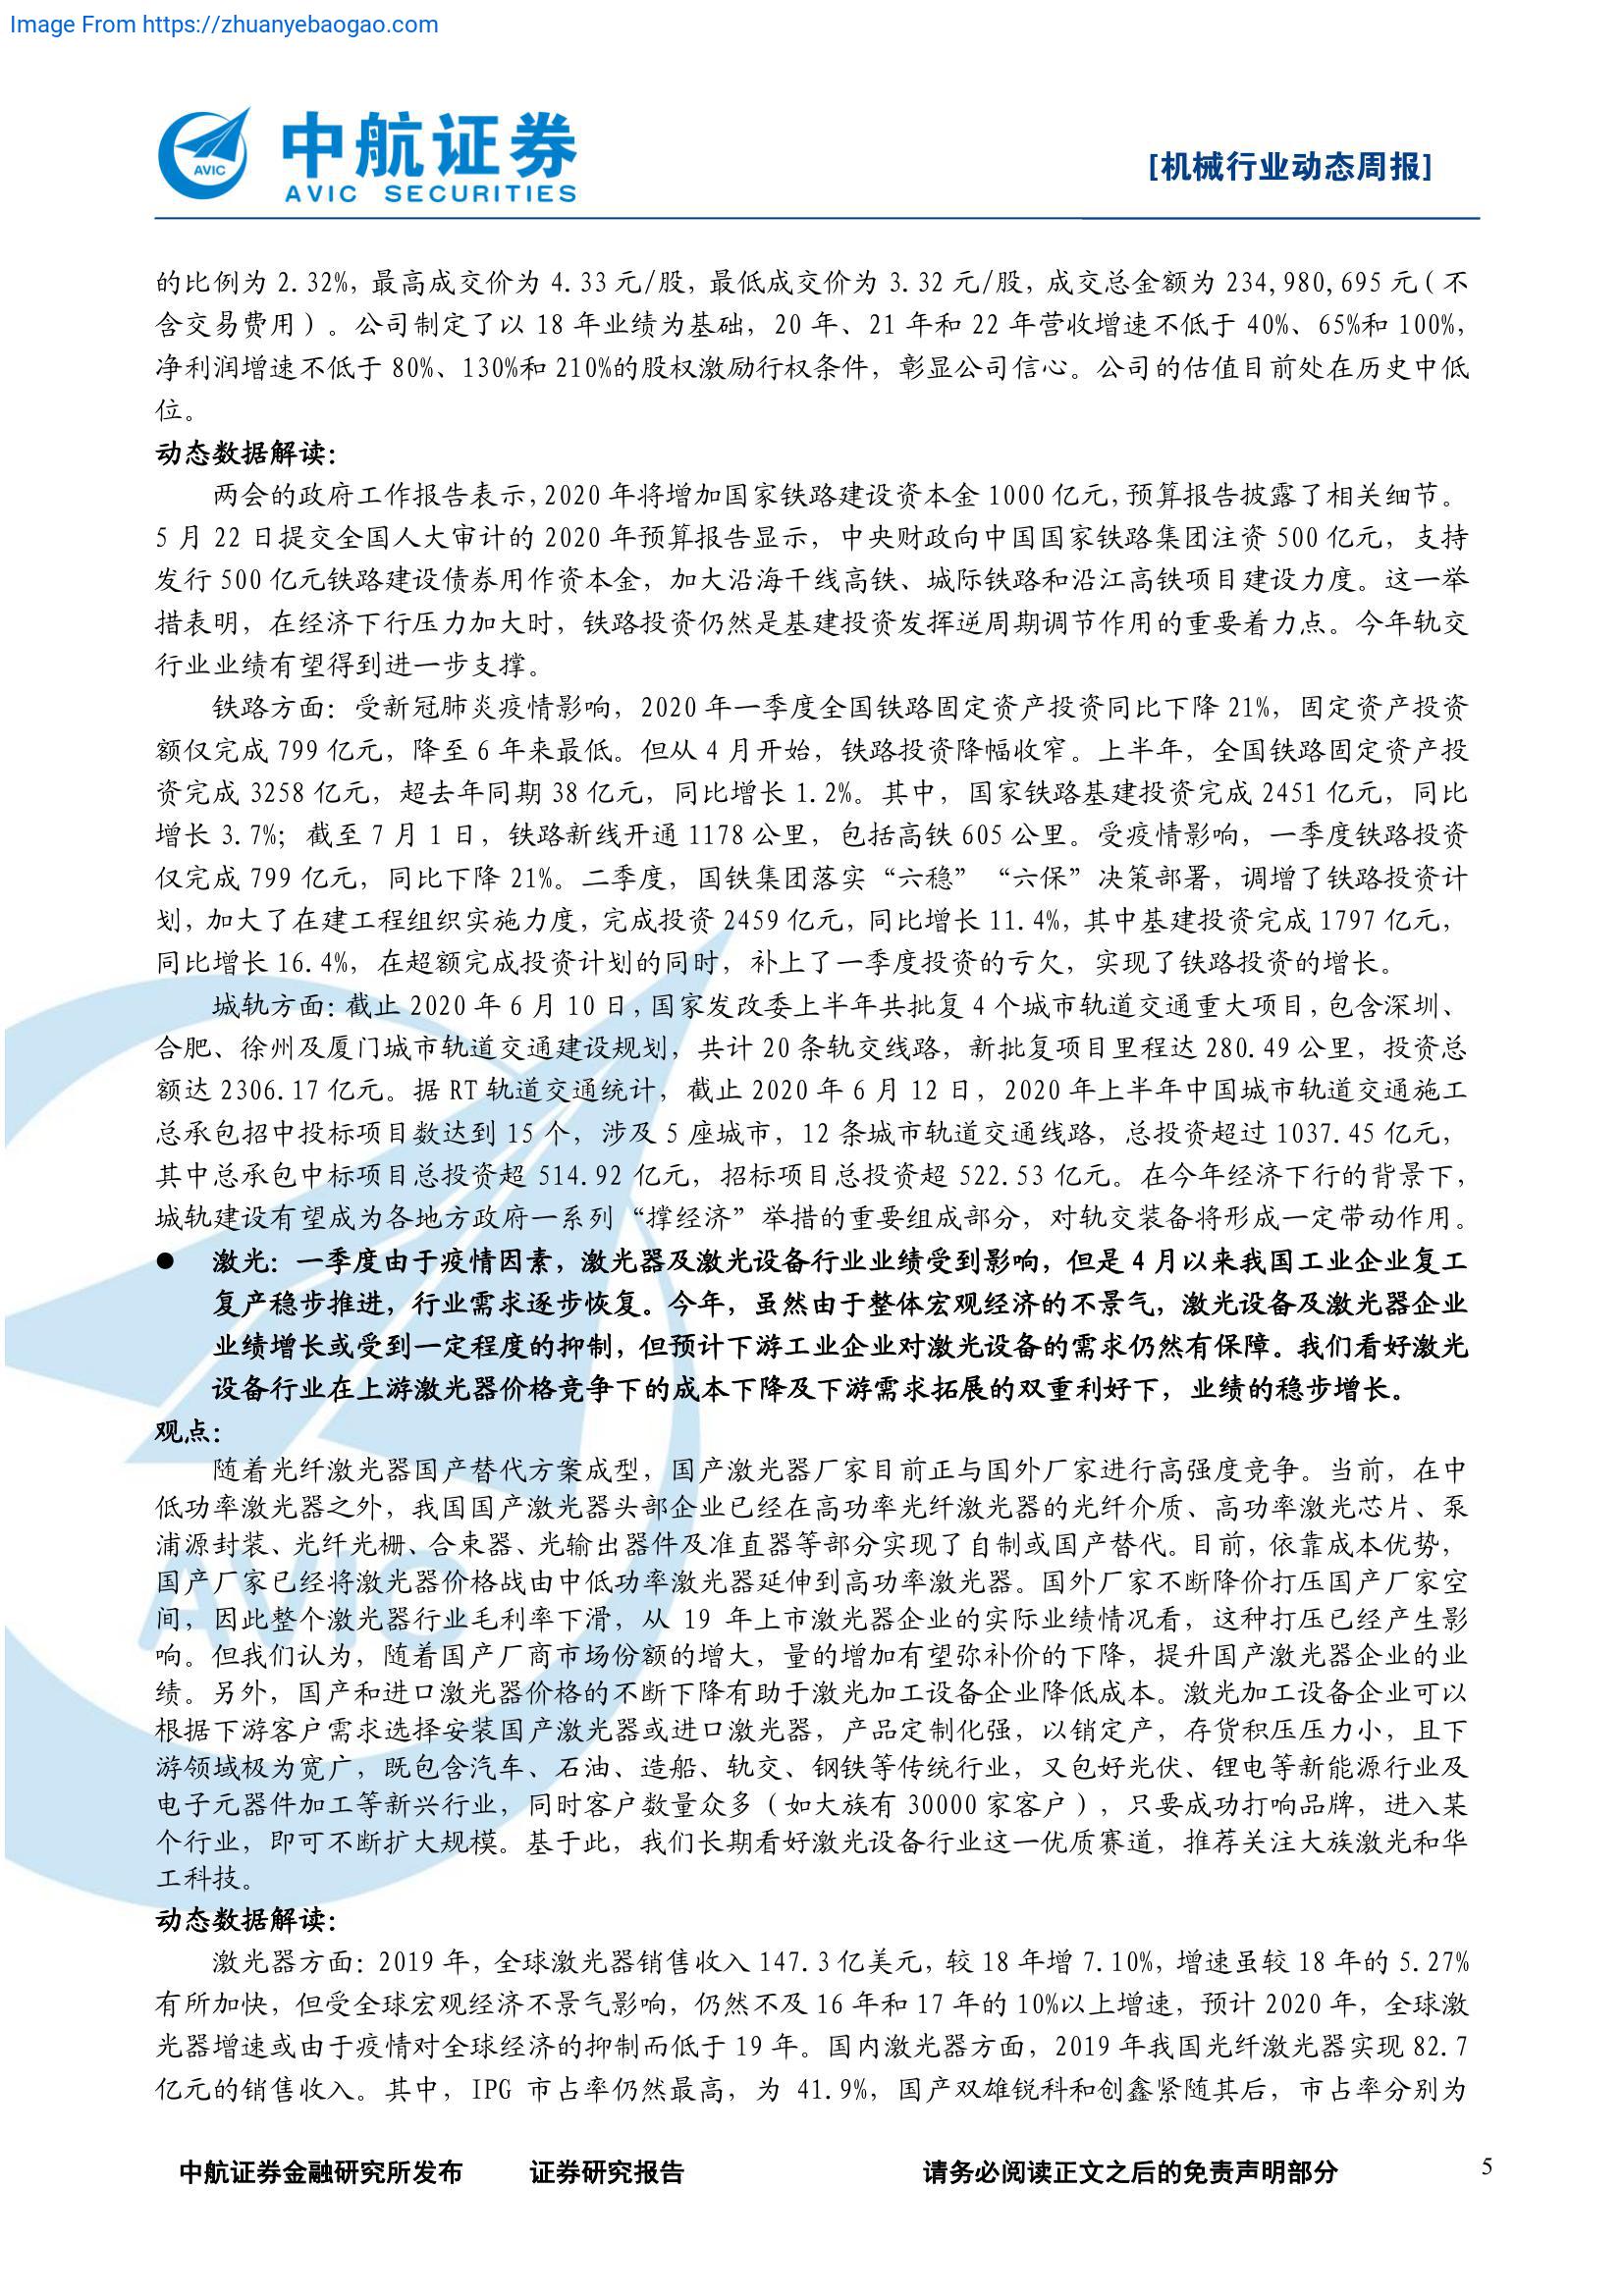 Image From https://zhuanyebaogao.com
中航证券
AVIC SECURITIES
AVIC
[机械行业动态周报]
的比例为 2.32%，最高成交价为 4.33 元/股，最低成交价为 3.32 元/股，成交总金额为 234,980,695 元（不
含交易费用）。公司制定了以 18 年业绩为基础，20 年、21 年和 22 年营收增速不低于 40%、65%和 100%，
净利润增速不低于 80%、130%和 210%的股权激励行权条件，彰显公司信心。公司的估值目前处在历史中低
位。
动态数据解读：
两会的政府工作报告表示，2020 年将增加国家铁路建设资本金 1000 亿元，预算报告披露了相关细节。
5 月 22 日提交全国人大审计的 2020 年预算报告显示，中央财政向中国国家铁路集团注资 500 亿元，支持
发行 500 亿元铁路建设债券用作资本金，加大沿海干线高铁、城际铁路和沿江高铁项目建设力度。这一举
措表明，在经济下行压力加大时，铁路投资仍然是基建投资发挥逆周期调节作用的重要着力点。今年轨交
行业业绩有望得到进一步支撑。
铁路方面：受新冠肺炎疫情影响，2020 年一季度全国铁路固定资产投资同比下降 21%，固定资产投资
额仅完成 799 亿元，降至 6 年来最低。但从 4 月开始，铁路投资降幅收窄。上半年，全国铁路固定资产投
资完成 3258 亿元，超去年同期 38 亿元，同比增长 1.2%。其中，国家铁路基建投资完成 2451 亿元，同比
增长 3.7%；截至 7 月 1 日，铁路新线开通 1178 公里，包括高铁 605 公里。受疫情影响，一季度铁路投资
仅完成 799 亿元，同比下降 21%。二季度，国铁集团落实“六稳”“六保”决策部署，调增了铁路投资计
划，加大了在建工程组织实施力度，完成投资 2459 亿元，同比增长 11.4%，其中基建投资完成 1797 亿元，
同比增长 16.4%，在超额完成投资计划的同时，补上了一季度投资的亏欠，实现了铁路投资的增长。
城轨方面：截止 2020 年 6 月 10 日，国家发改委上半年共批复 4 个城市轨道交通重大项目，包含深圳、
合肥、徐州及厦门城市轨道交通建设规划，共计 20 条轨交线路，新批复项目里程达 280.49 公里，投资总
额达 2306.17 亿元。据 RT 轨道交通统计，截止 2020 年 6 月 12 日，2020 年上半年中国城市轨道交通施工
总承包招中投标项目数达到 15 个，涉及 5 座城市，12 条城市轨道交通线路，总投资超过 1037.45 亿元，
其中总承包中标项目总投资超 514.92 亿元，招标项目总投资超 522.53 亿元。在今年经济下行的背景下，
城轨建设有望成为各地方政府一系列“撑经济”举措的重要组成部分，对轨交装备将形成一定带动作用。
● 激光：一季度由于疫情因素，激光器及激光设备行业业绩受到影响，但是 4 月以来我国工业企业复工
复产稳步推进，行业需求逐步恢复。今年，虽然由于整体宏观经济的不景气，激光设备及激光器企业
业绩增长或受到一定程度的抑制，但预计下游工业企业对激光设备的需求仍然有保障。我们看好激光
设备行业在上游激光器价格竞争下的成本下降及下游需求拓展的双重利好下，业绩的稳步增长。
观点：
随着光纤激光器国产替代方案成型，国产激光器厂家目前正与国外厂家进行高强度竞争。当前，在中
低功率激光器之外，我国国产激光器头部企业已经在高功率光纤激光器的光纤介质、高功率激光芯片、泵
浦源封装、光纤光栅、合束器、光输出器件及准直器等部分实现了自制或国产替代。目前，依靠成本优势，
国产厂家已经将激光器价格战由中低功率激光器延伸到高功率激光器。国外厂家不断降价打压国产厂家空
间，因此整个激光器行业毛利率下滑，从 19 年上市激光器企业的实际业绩情况看，这种打压已经产生影
响。但我们认为，随着国产厂商市场份额的增大，量的增加有望弥补价的下降，提升国产激光器企业的业
绩。另外，国产和进口激光器价格的不断下降有助于激光加工设备企业降低成本。激光加工设备企业可以
根据下游客户需求选择安装国产激光器或进口激光器，产品定制化强，以销定产，存货积压压力小，且下
游领域极为宽广，既包含汽车、石油、造船、轨交、钢铁等传统行业，又包好光伏、锂电等新能源行业及
电子元器件加工等新兴行业，同时客户数量众多（如大族有 30000 家客户），只要成功打响品牌，进入某
个行业，即可不断扩大规模。基于此，我们长期看好激光设备行业这一优质赛道，推荐关注大族激光和华
工科技。
动态数据解读：
激光器方面：2019 年，全球激光器销售收入 147.3 亿美元，较 18 年增 7.10%，增速虽较 18 年的 5.27%
有所加快，但受全球宏观经济不景气影响，仍然不及 16 年和 17 年的 10%以上增速，预计 2020 年，全球激
光器增速或由于疫情对全球经济的抑制而低于 19 年。国内激光器方面，2019 年我国光纤激光器实现 82.7
亿元的销售收入。其中，IPG 市占率仍然最高，为 41.9%，国产双雄锐科和创鑫紧随其后，市占率分别为
中航证券金融研究所发布 证券研究报告 请务必阅读正文之后的免责声明部分 5